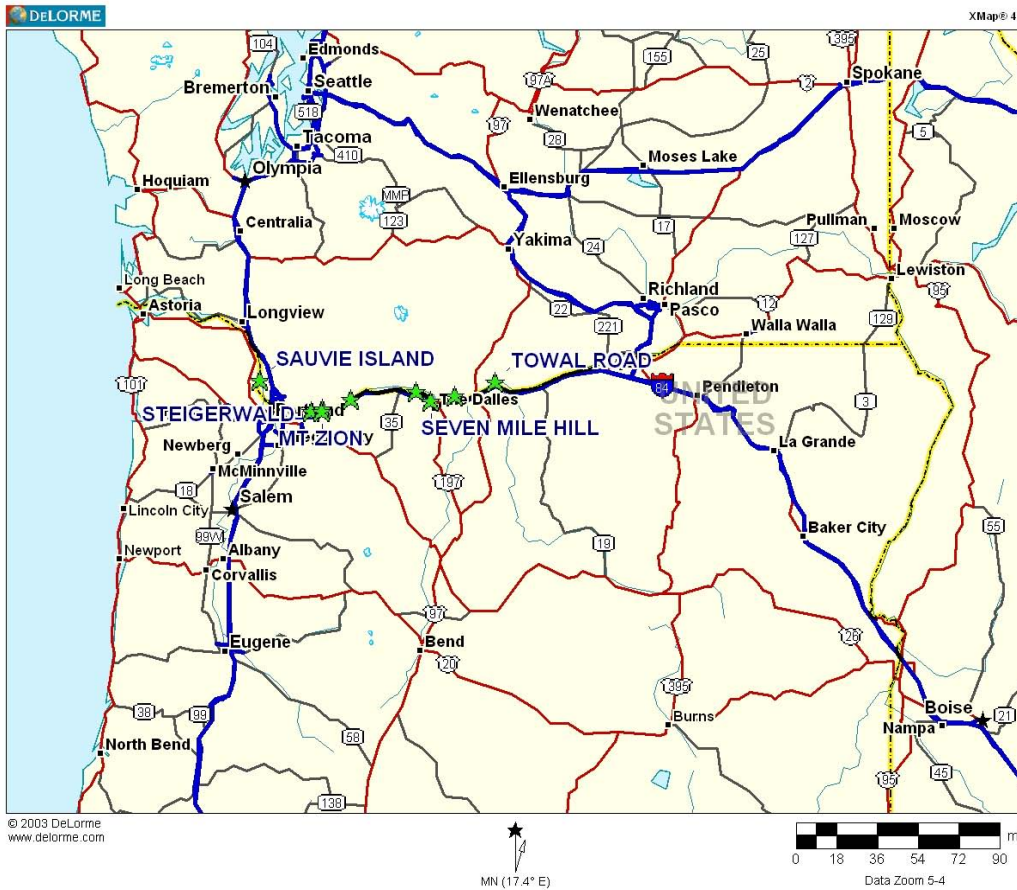 DELORME
XMap® 4
104
Edmonds
155
25
395
Bremerton
Seattle
97A
2
Spokane
518
Wenatchee
97
28
5
Tacoma
410
Moses Lake
Olympia
Ellensburg
Hoquiam
MMP
123
17
Pullman
Moscow
Centralia
24
127
Yakima
Lewiston
Long Beach
Richland
95
Astoria
Longview
22
Pasco
12
221
129
Walla Walla
SAUVIE ISLAND
TOWAL ROAD
101
84
UNITED
STATES
Pendleton
The Dalles
3
STEIGERWALD
35
SEVEN MILE HILL
MT ZION
La Grande
Newberg
McMinnville
197
18
Salem
Lincoln City
99W
19
Baker City
55
Newport
Albany
Corvallis
97
26
Eugene
Bend
20
395
38
99
Burns
Boise
21
58
Nampa
North Bend
95
45
138
© 2003 DeLorme
www.delorme.com
MN (17.4° E)
0 18 36 54 72 90
Data Zoom 5-4